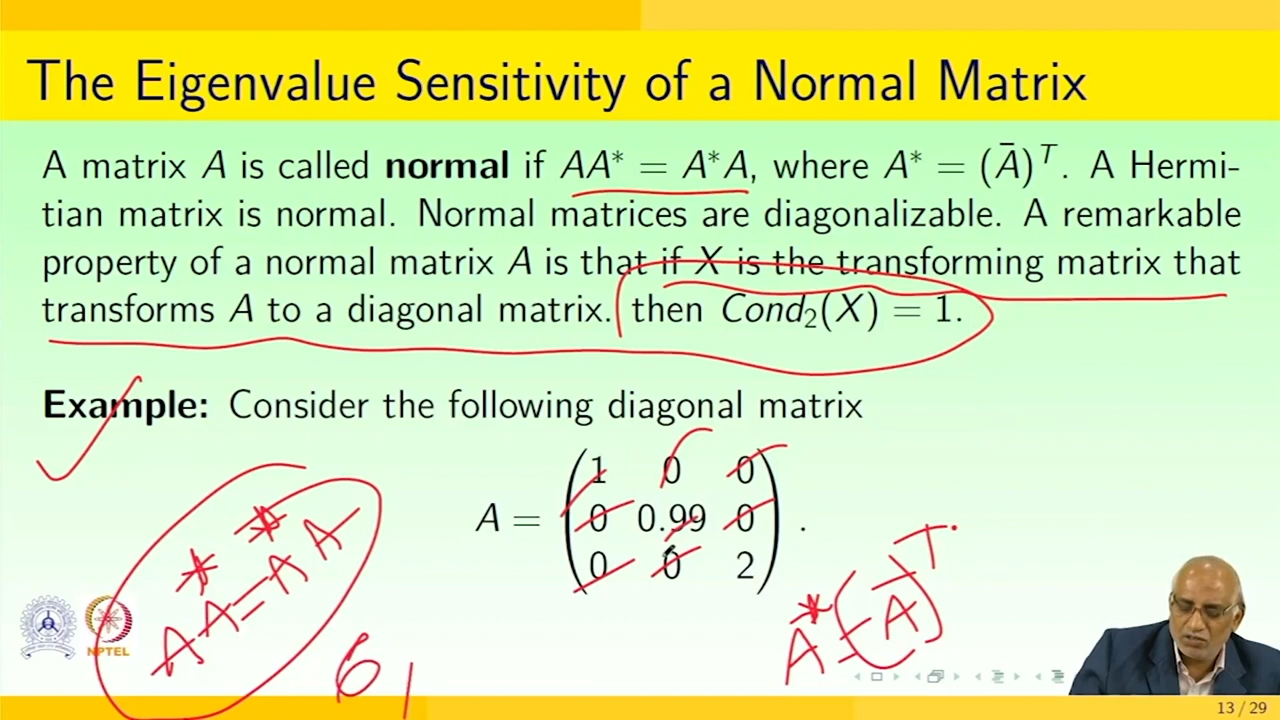 The Eigenvalue Sensitivity of a Normal Matrix
A matrix A is called normal if AA* = A*A, where A* = (Ā)ᵀ. A Hermi-
tian matrix is normal. Normal matrices are diagonalizable. A remarkable
property of a normal matrix A is that if X is the transforming matrix that
transforms A to a diagonal matrix. then Cond₂(X) = 1.
Example: Consider the following diagonal matrix
1 0 0
A = 0 0.99 0 .
0 0 2
AA* = A*A
A* = (Ā)ᵀ.
NPTEL
13 / 29